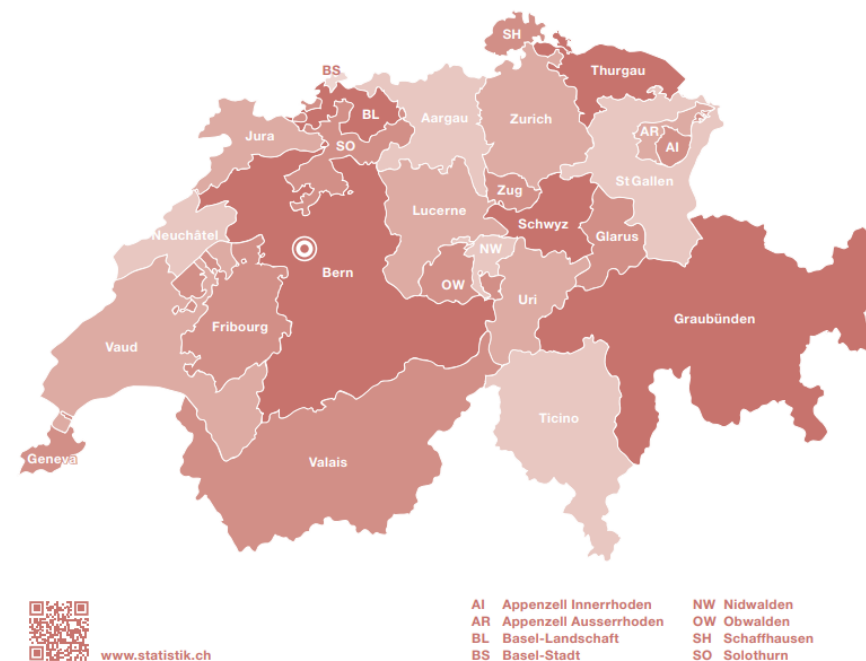 SH
BS
Thurgau
BL
Aargau
Zurich
Jura
SO
AR
AI
St Gallen
Zug
Lucerne
Schwyz
Neuchâtel
NW
Glarus
Bern
OW
Uri
Graubünden
Fribourg
Vaud
Ticino
Geneva
Valais
www.statistik.ch
AI Appenzell Innerrhoden
AR Appenzell Ausserrhoden
BL Basel-Landschaft
BS Basel-Stadt
NW Nidwalden
OW Obwalden
SH Schaffhausen
SO Solothurn